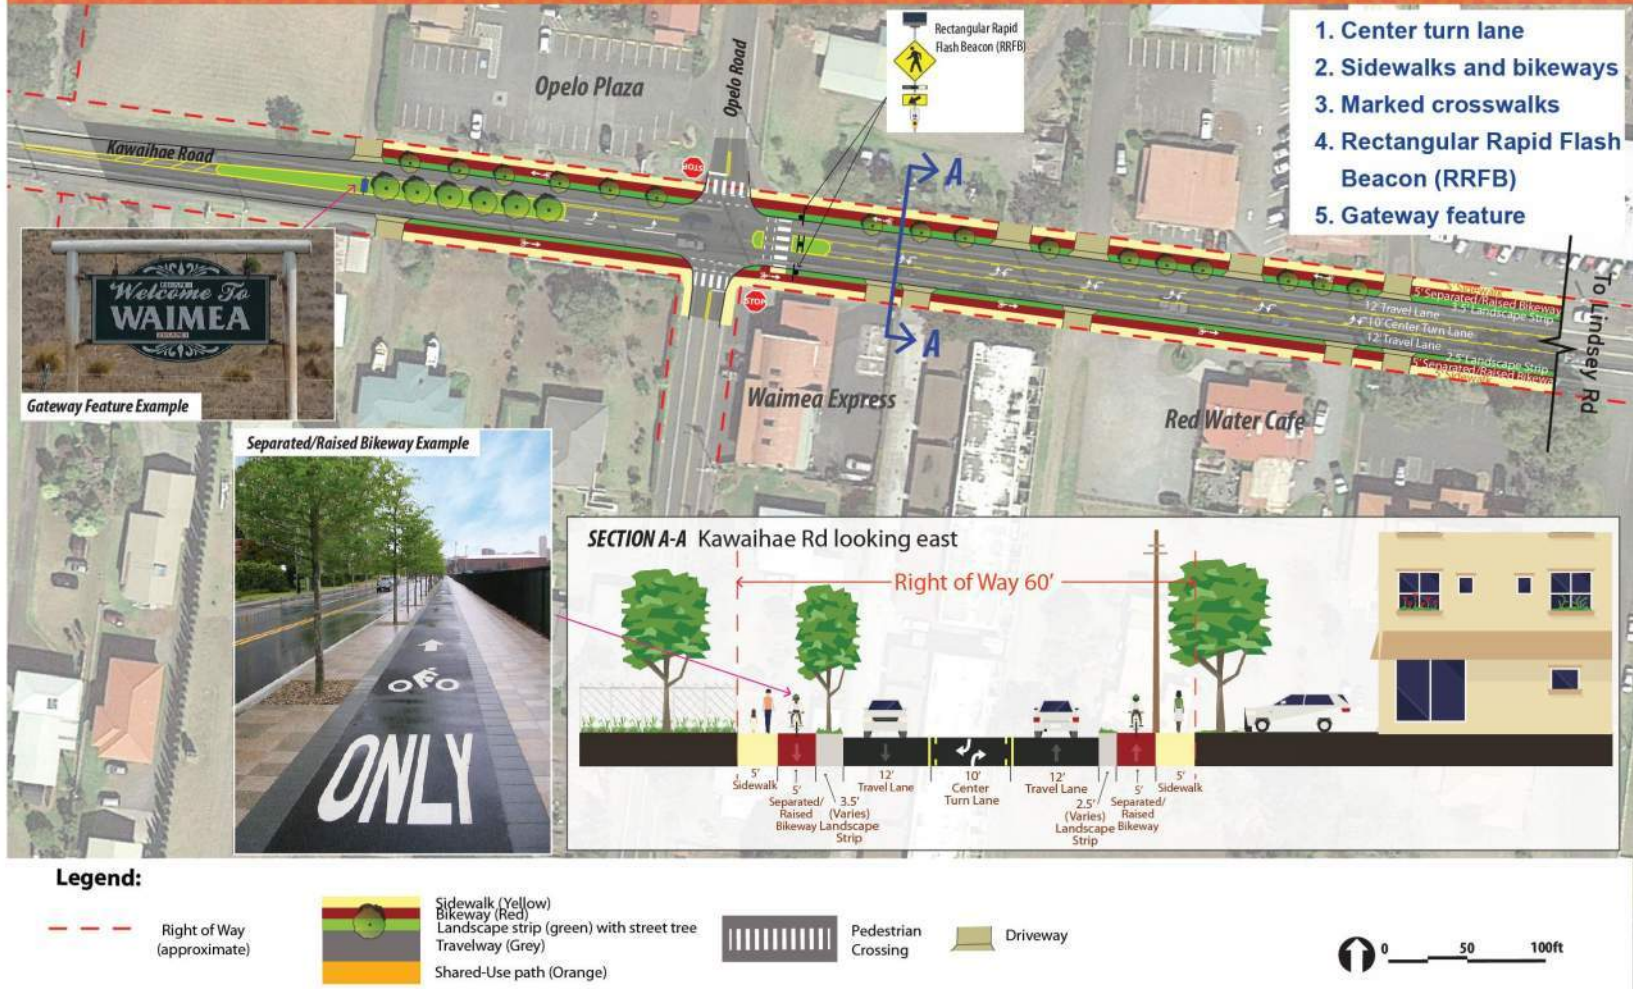 1. Center turn lane
2. Sidewalks and bikeways
3. Marked crosswalks
4. Rectangular Rapid Flash
Beacon (RRFB)
5. Gateway feature
Rectangular Rapid
Flash Beacon (RRFB)
Opelo Plaza
Opelo Road
Kawaihae Road
STOP
STOP
A
A
Welcome To
WAIMEA
Gateway Feature Example
Waimea Express
Red Water Cafe
To Lindsey Rd
5' Sidewalk
5' Separated/Raised Bikeway
3.5' Landscape Strip
12' Travel Lane
10' Center Turn Lane
12' Travel Lane
2.5' Landscape Strip
5' Separated/Raised Bikeway
5' Sidewalk
Separated/Raised Bikeway Example
ONLY
SECTION A-A Kawaihae Rd looking east
Right of Way 60'
5'
Sidewalk
5'
Separated/
Raised
Bikeway
3.5'
(Varies)
Landscape
Strip
12'
Travel Lane
10'
Center
Turn Lane
12'
Travel Lane
2.5'
(Varies)
Landscape
Strip
5'
Separated/
Raised
Bikeway
5'
Sidewalk
Legend:
Right of Way
(approximate)
Sidewalk (Yellow)
Bikeway (Red)
Landscape strip (green) with street tree
Travelway (Grey)
Shared-Use path (Orange)
Pedestrian
Crossing
Driveway
0 50 100ft